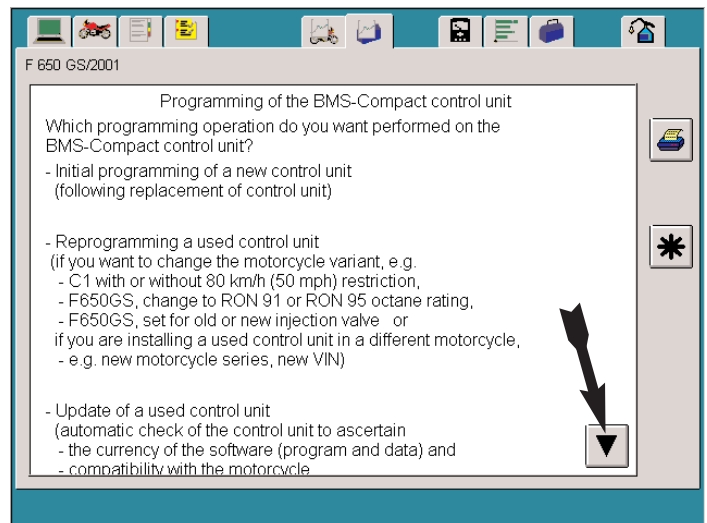 F 650 GS/2001
Programming of the BMS-Compact control unit
Which programming operation do you want performed on the
BMS-Compact control unit?
- Initial programming of a new control unit
(following replacement of control unit)
- Reprogramming a used control unit
(if you want to change the motorcycle variant, e.g.
- C1 with or without 80 km/h (50 mph) restriction,
- F650GS, change to RON 91 or RON 95 octane rating,
- F650GS, set for old or new injection valve or
if you are installing a used control unit in a different motorcycle,
- e.g. new motorcycle series, new VIN)
- Update of a used control unit
(automatic check of the control unit to ascertain
- the currency of the software (program and data) and
- compatibility with the motorcycle